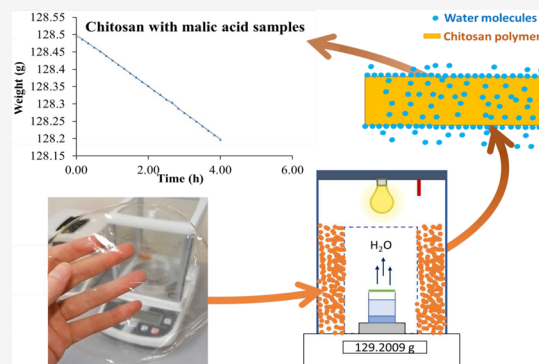 Chitosan with malic acid samples
128.55
128.5
128.45
128.4
128.35
128.3
128.25
128.2
128.15
Weight (g)
0.00
2.00
4.00
6.00
Time (h)
Water molecules
Chitosan polymer
H₂O
129.2009 g